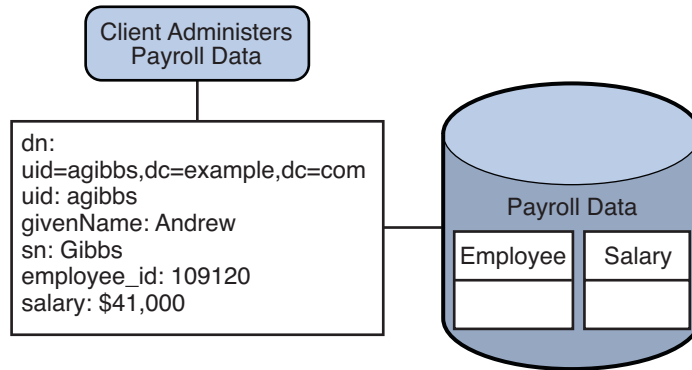 Client Administers
Payroll Data
dn:
uid=agibbs,dc=example,dc=com
uid: agibbs
givenName: Andrew
sn: Gibbs
employee_id: 109120
salary: $41,000
Payroll Data
Employee
Salary